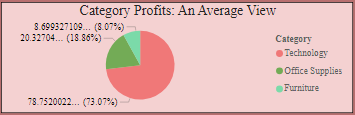 Category Profits: An Average View
8.699327109... (8.07%)
20.32704... (18.86%)
78.7520022... (73.07%)
Category
Technology
Office Supplies
Furniture